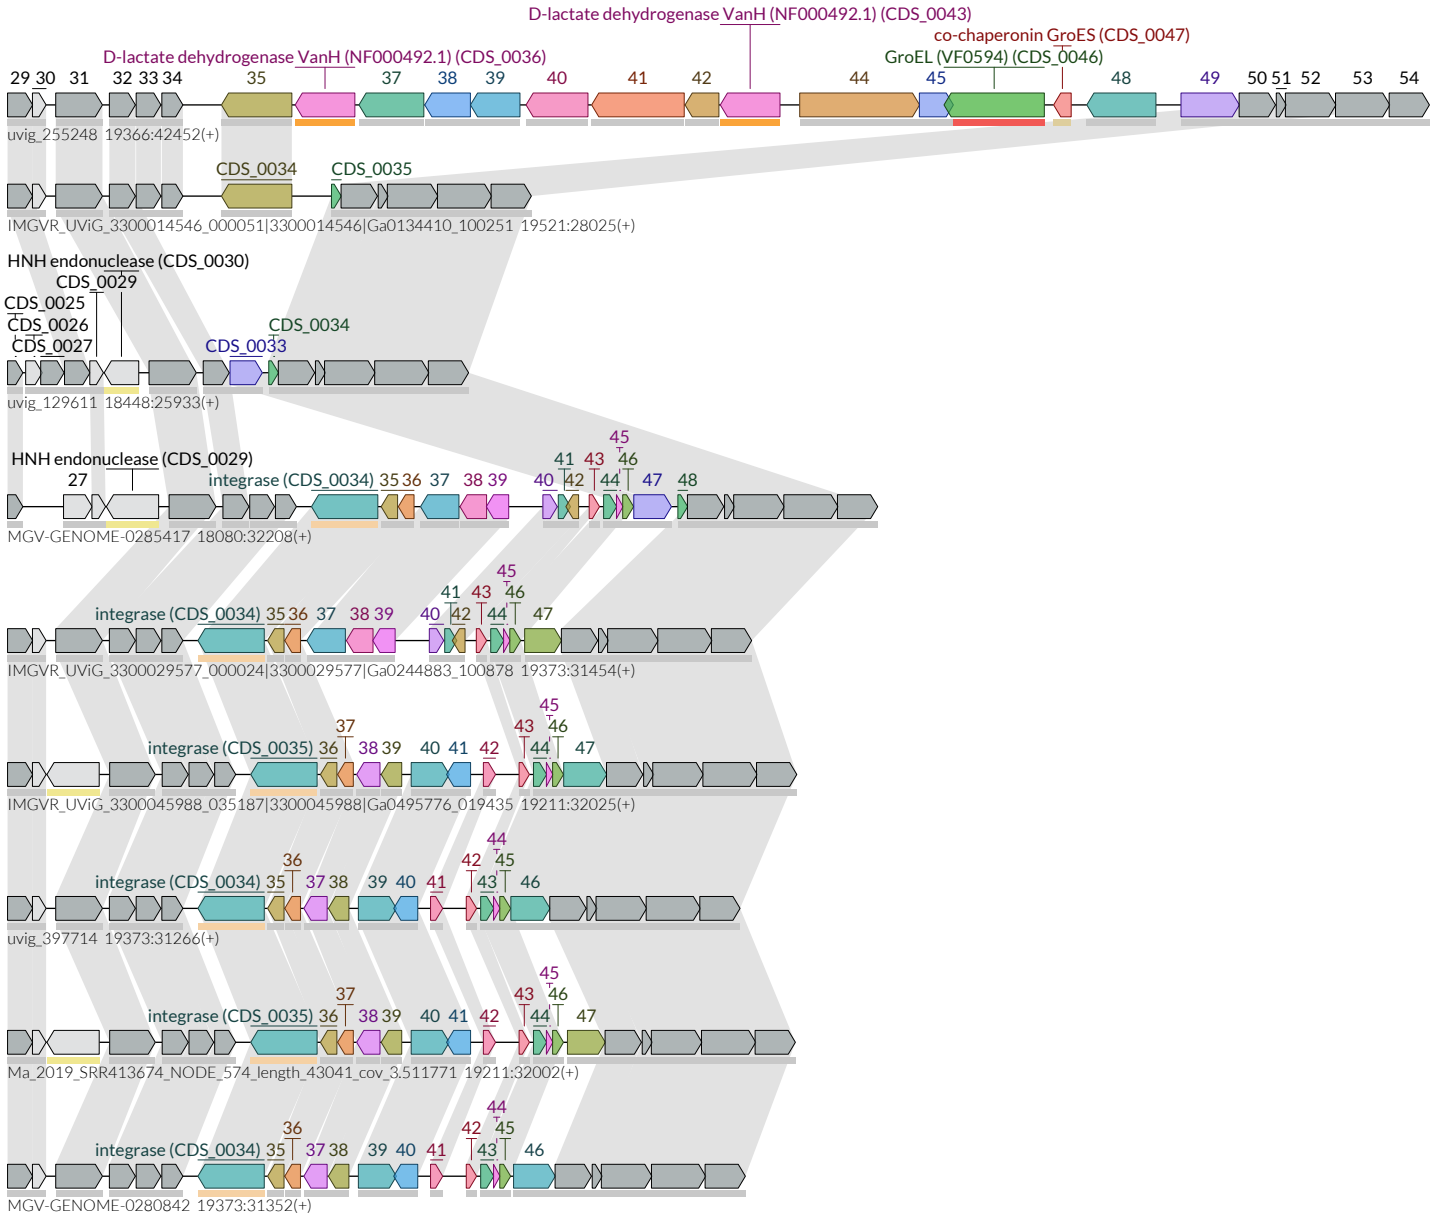 D-lactate dehydrogenase VanH (NF000492.1) (CDS_0043)
co-chaperonin GroES (CDS_0047)
D-lactate dehydrogenase VanH (NF000492.1) (CDS_0036) GroEL (VF0594) (CDS_0046)
29 30 31 32 33 34 35 37 38 39 40 41 42 44 45 48 49 50 51 52 53 54
uvig_255248 19366:42452(+)
CDS_0034 CDS_0035
IMGVR_UViG_3300014546_000051|3300014546|Ga0134410_100251 19521:28025(+)
HNH endonuclease (CDS_0030)
CDS_0029
CDS_0025
CDS_0026 CDS_0034
CDS_0027 CDS_0033
uvig_129611 18448:25933(+)
45
HNH endonuclease (CDS_0029) 41 43 46
27 integrase (CDS_0034) 35 36 37 38 39 40 42 44 47 48
MGV-GENOME-0285417 18080:32208(+)
45
41 43 46
integrase (CDS_0034) 35 36 37 38 39 40 42 44 47
IMGVR_UViG_3300029577_000024|3300029577|Ga0244883_100878 19373:31454(+)
45
37 43 46
integrase (CDS_0035) 36 38 39 40 41 42 44 47
IMGVR_UViG_3300045988_035187|3300045988|Ga0495776_019435 19211:32025(+)
44
36 42 45
integrase (CDS_0034) 35 37 38 39 40 41 43 46
uvig_397714 19373:31266(+)
45
37 43 46
integrase (CDS_0035) 36 38 39 40 41 42 44 47
Ma_2019_SRR413674_NODE_574_length_43041_cov_3.511771 19211:32002(+)
44
36 42 45
integrase (CDS_0034) 35 37 38 39 40 41 43 46
MGV-GENOME-0280842 19373:31352(+)